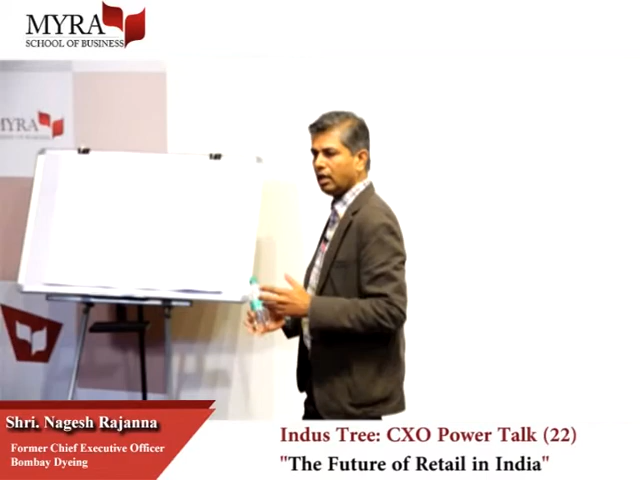 MYRA
SCHOOL OF BUSINESS
MYRA
Shri. Nagesh Rajanna
Former Chief Executive Officer
Bombay Dyeing
Indus Tree: CXO Power Talk (22)
"The Future of Retail in India"